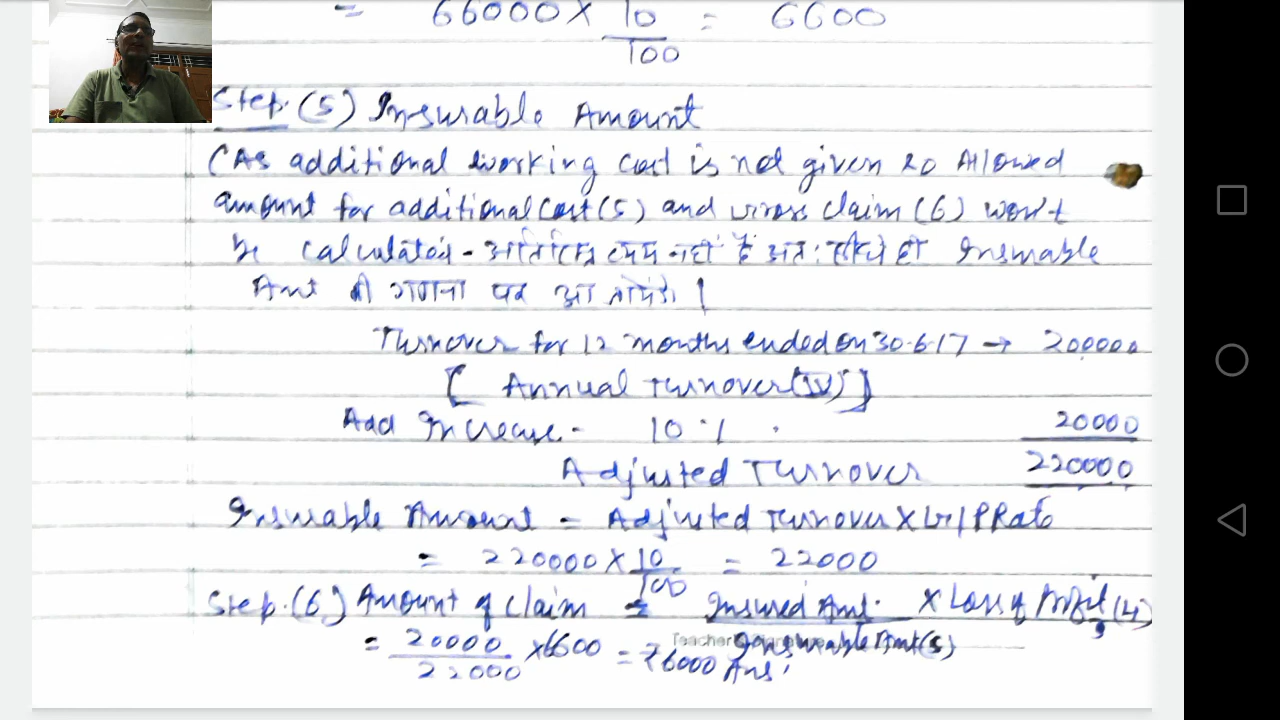 = 66000 × 10/100 = 6600
Step.(5) Insurable Amount
(As additional working cost is not given so Allowed
amount for additional cost (5) and Gross claim (6) won't
be calculated - अतिरिक्त व्यय नहीं है अतः सीधे ही Insurable
Amt की गणना पर आ जायेंगे।
Turnover for 12 months ended on 30.6.17 → 200000
[Annual Turnover (IV)]
Add Increase - 10% 20000
Adjusted Turnover 220000
Insurable Amount = Adjusted Turnover × G/P Rate
= 220000 × 10/100 = 22000
Step.(6) Amount of claim = Insured Amt. / Insurable Amt (5) × Loss of Profit (4)
= 20000/22000 × 6600 = ₹6000 Ans.